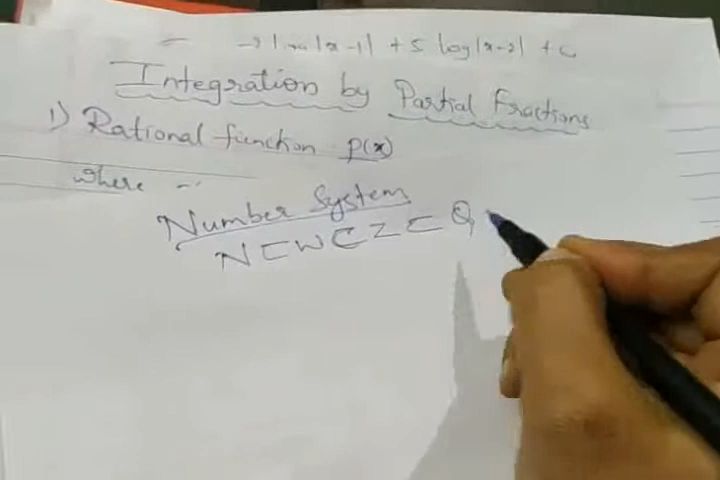 log |x-1| + 5 log |x-2| + c
Integration by Partial Fractions
1) Rational function p(x)
where
Number System
N ⊂ W ⊂ Z ⊂ Q